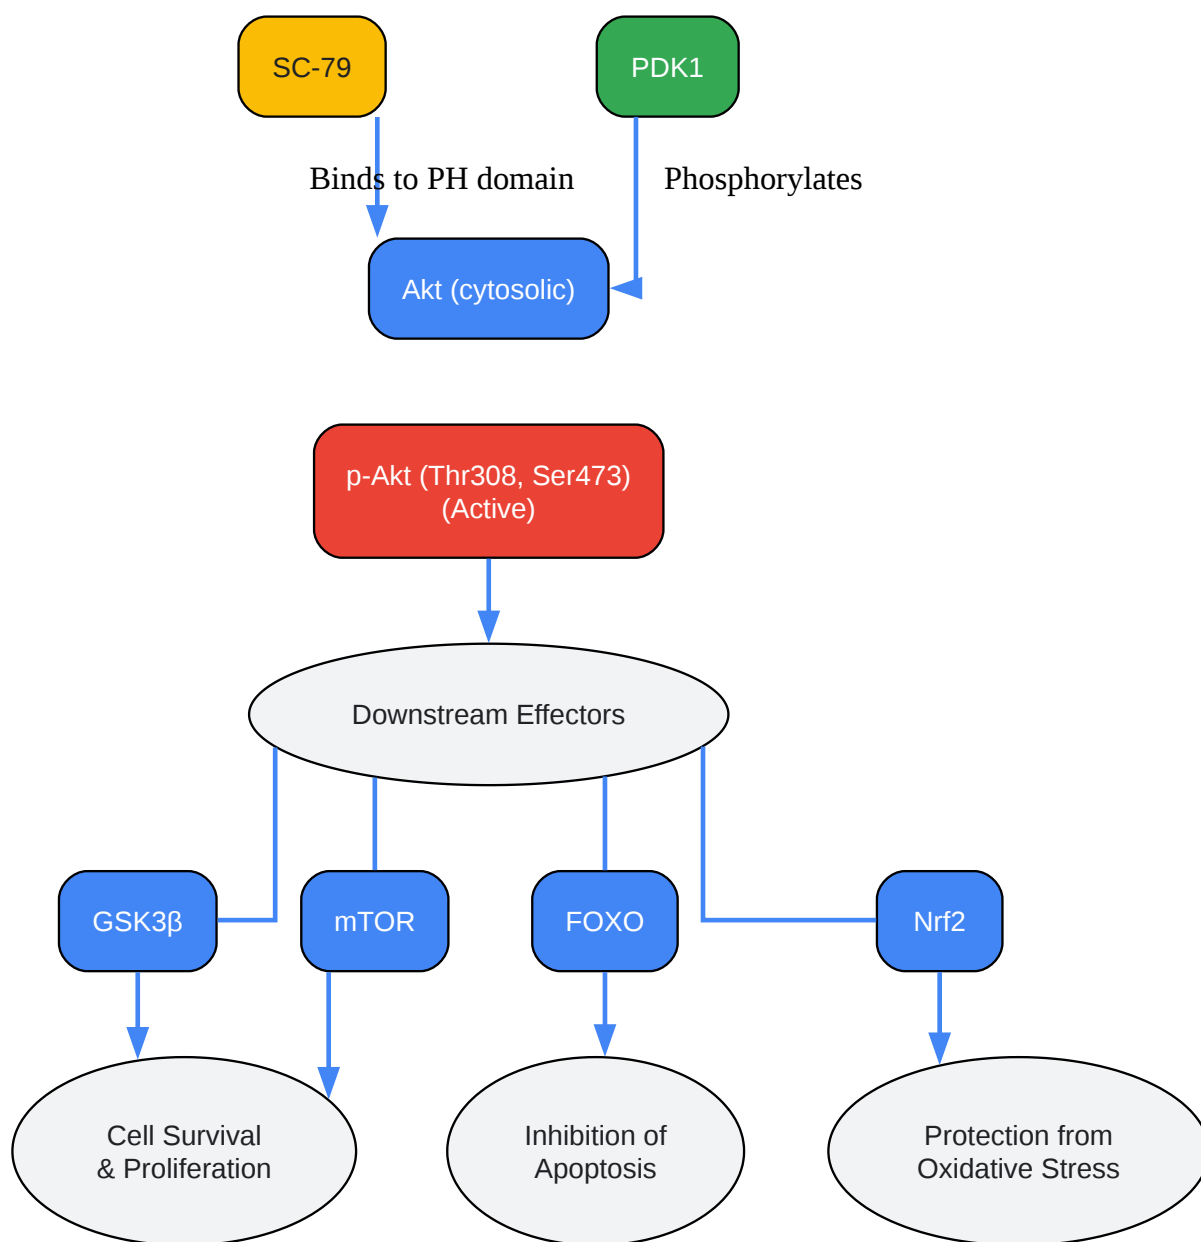 SC-79
PDK1
Binds to PH domain
Phosphorylates
Akt (cytosolic)
p-Akt (Thr308, Ser473)
(Active)
Downstream Effectors
GSK3β
mTOR
FOXO
Nrf2
Cell Survival
& Proliferation
Inhibition of
Apoptosis
Protection from
Oxidative Stress